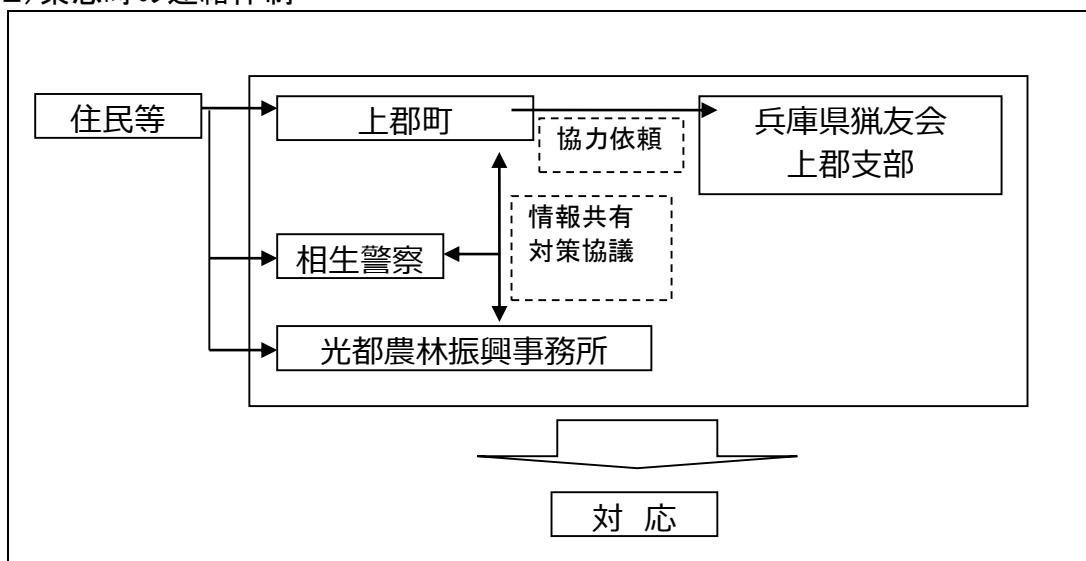 住民等
上郡町
協力依頼
兵庫県猟友会
上郡支部
情報共有
対策協議
相生警察
光都農林振興事務所
対 応